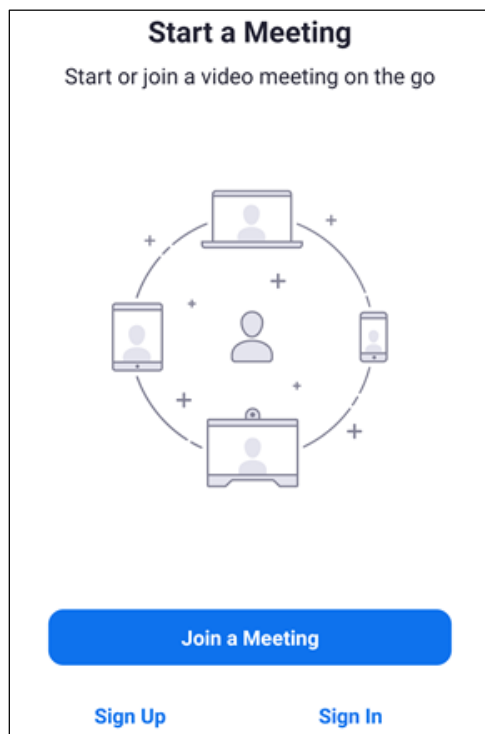 Start a Meeting
Start or join a video meeting on the go
Join a Meeting
Sign Up
Sign In